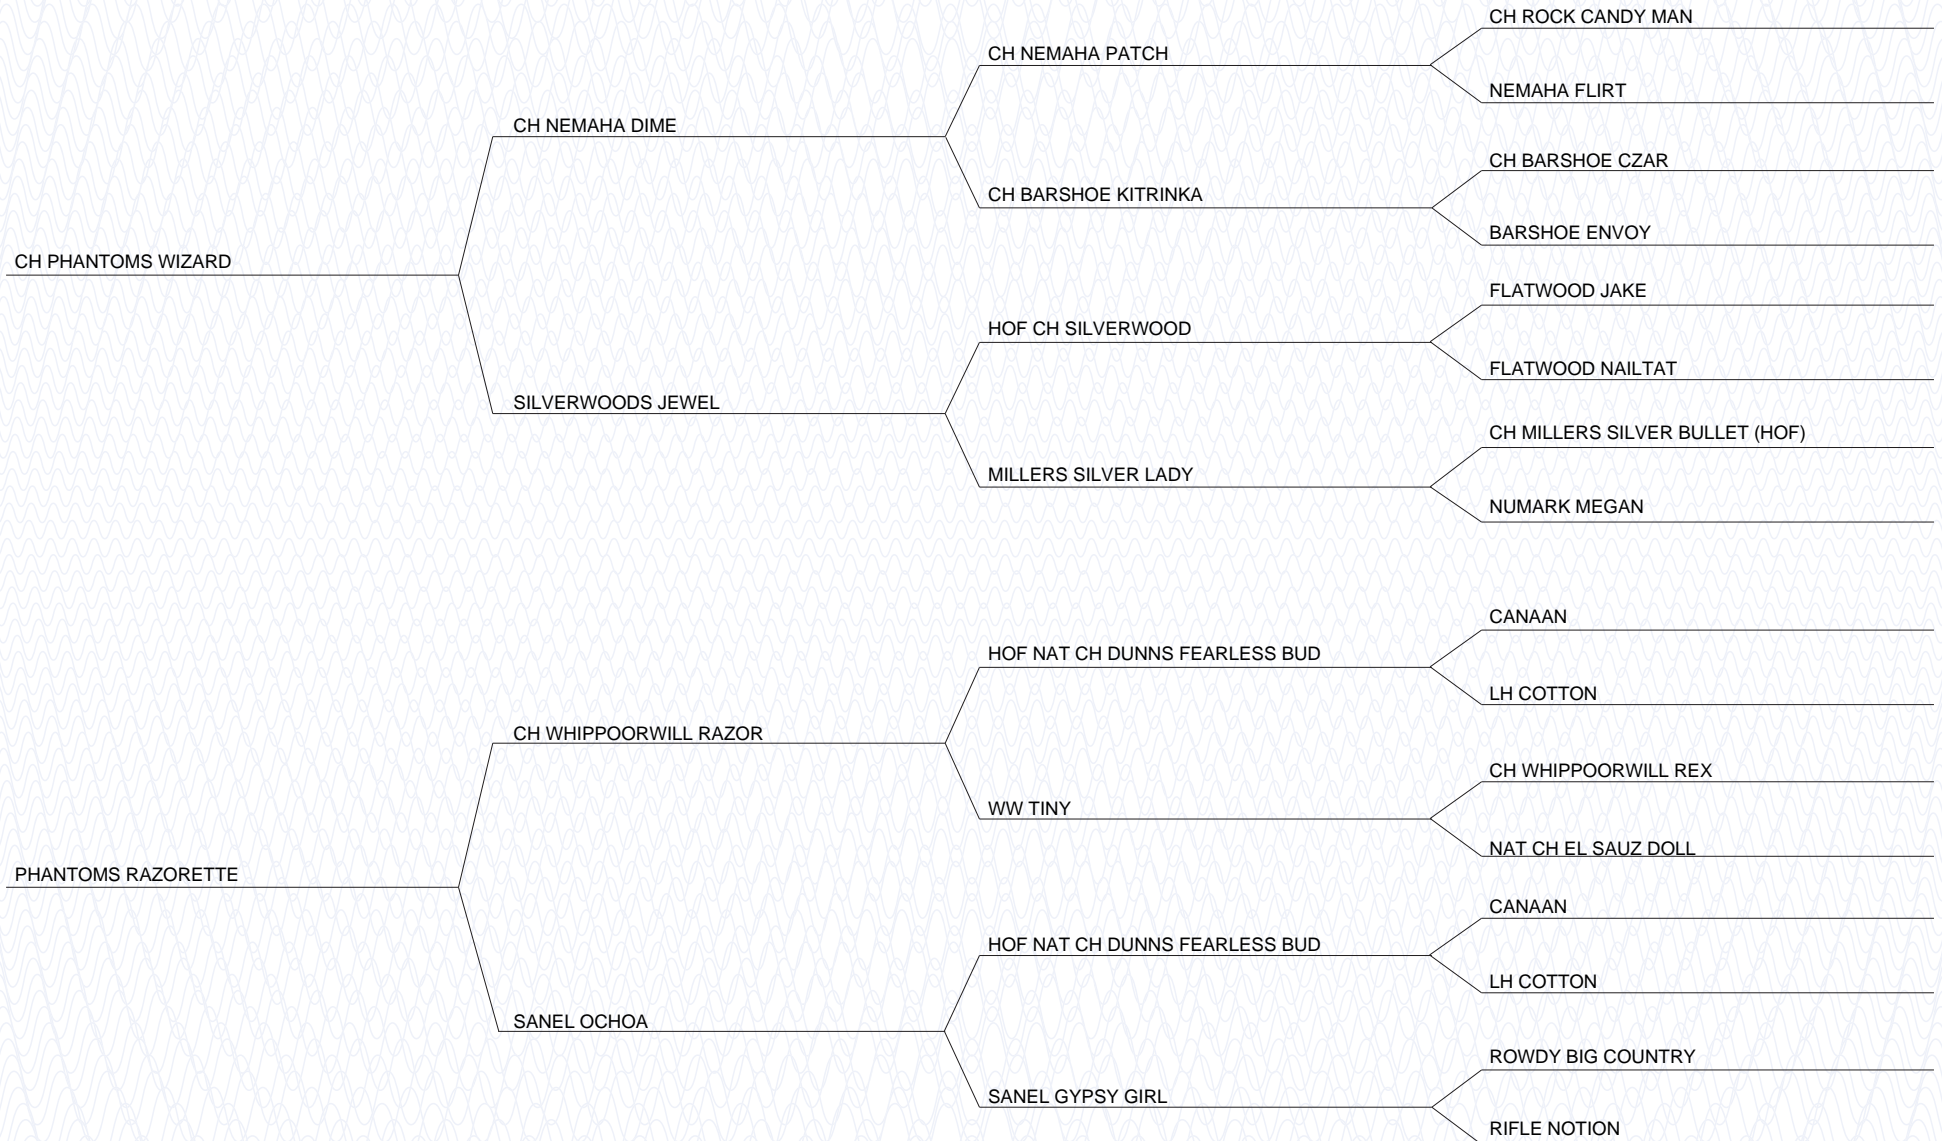 CH ROCK CANDY MAN
CH NEMAHA PATCH
NEMAHA FLIRT
CH NEMAHA DIME
CH BARSHOE CZAR
CH BARSHOE KITRINKA
BARSHOE ENVOY
CH PHANTOMS WIZARD
FLATWOOD JAKE
HOF CH SILVERWOOD
FLATWOOD NAILTAT
SILVERWOODS JEWEL
CH MILLERS SILVER BULLET (HOF)
MILLERS SILVER LADY
NUMARK MEGAN
CANAAN
HOF NAT CH DUNNS FEARLESS BUD
LH COTTON
CH WHIPPOORWILL RAZOR
CH WHIPPOORWILL REX
WW TINY
NAT CH EL SAUZ DOLL
PHANTOMS RAZORETTE
CANAAN
HOF NAT CH DUNNS FEARLESS BUD
LH COTTON
SANEL OCHOA
ROWDY BIG COUNTRY
SANEL GYPSY GIRL
RIFLE NOTION